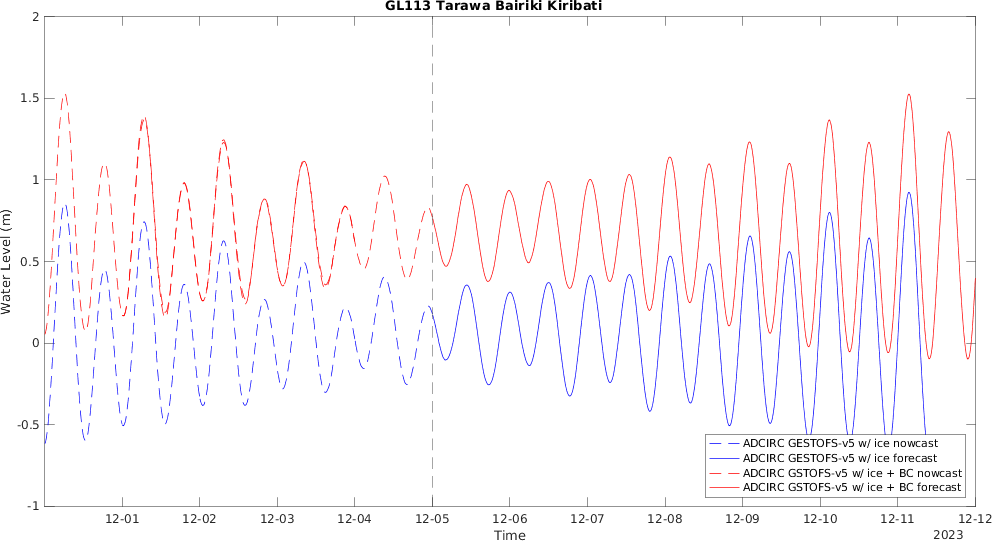 GL113 Tarawa Bairiki Kiribati
2
1.5
1
0.5
0
-0.5
-1
Water Level (m)
ADCIRC GESTOFS-v5 w/ ice nowcast
ADCIRC GESTOFS-v5 w/ ice forecast
ADCIRC GSTOFS-v5 w/ ice + BC nowcast
ADCIRC GSTOFS-v5 w/ ice + BC forecast
12-01 12-02 12-03 12-04 12-05 12-06 12-07 12-08 12-09 12-10 12-11 12-12
Time
2023